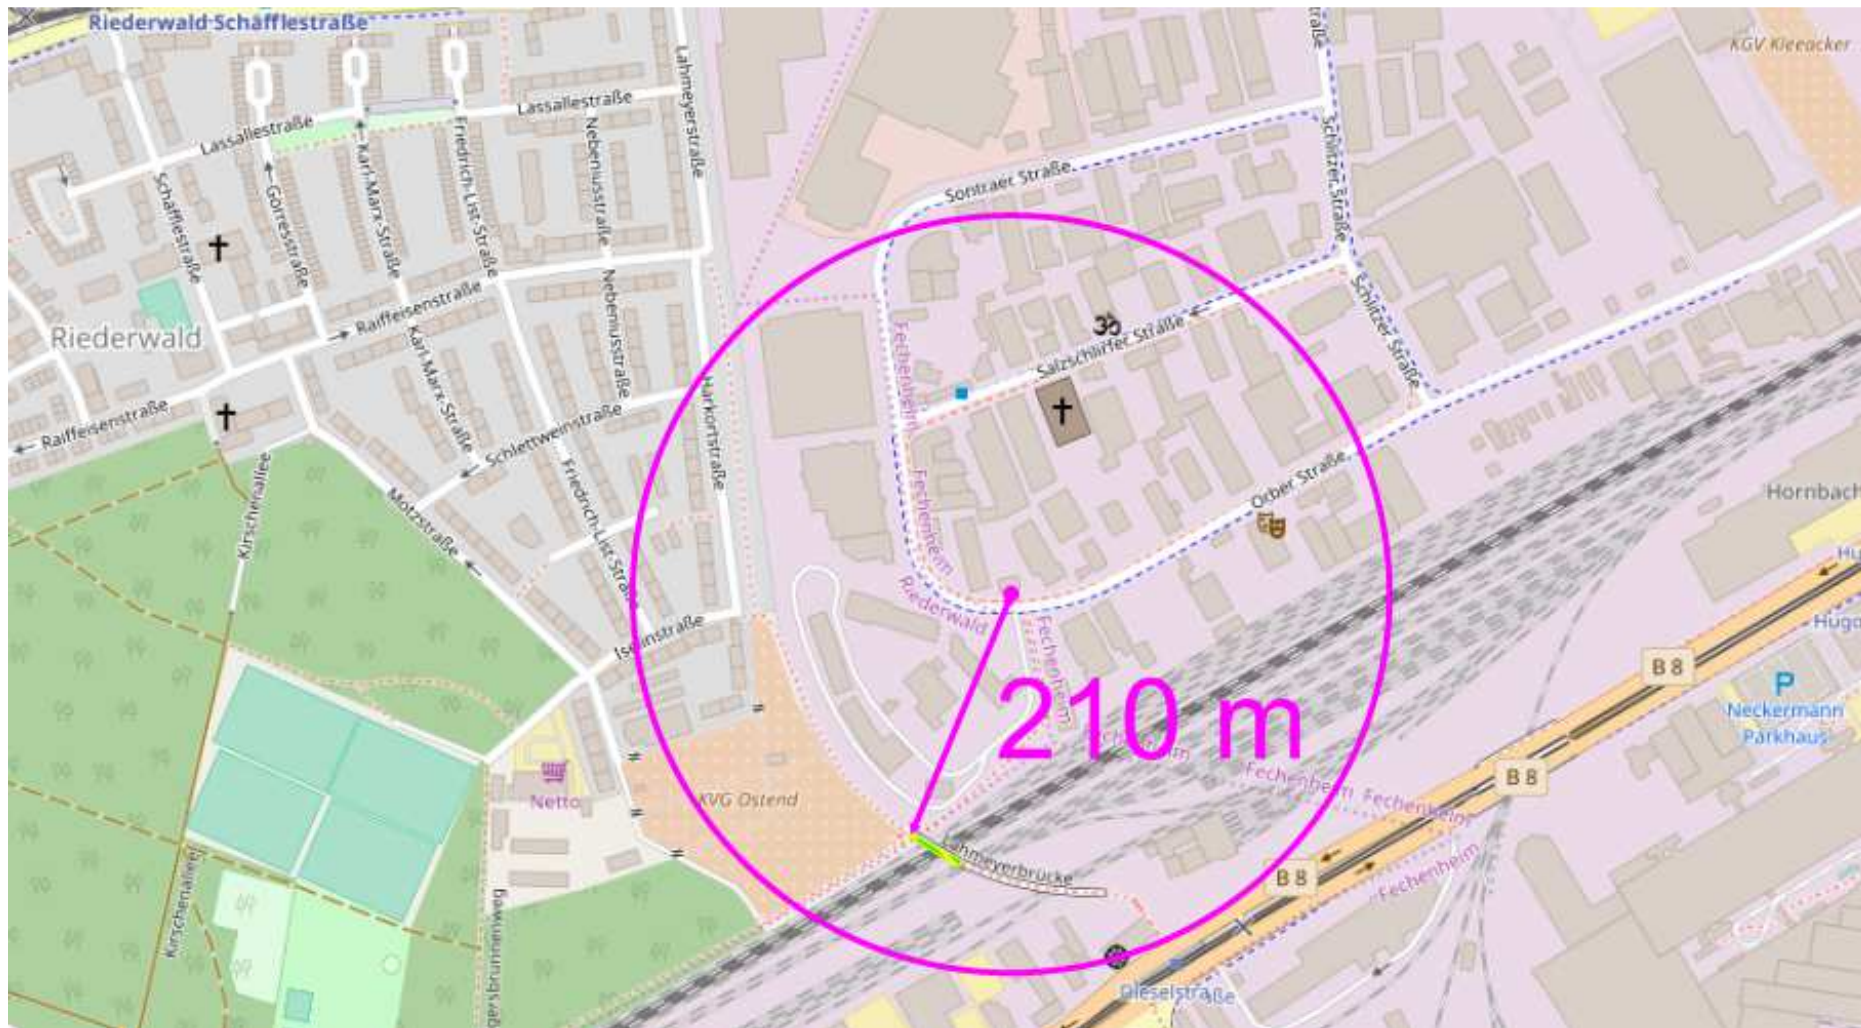 Riederwald Schäfflestraße
KGV Kleeacker
Lahmeyerstraße
Lassallestraße
Lassallestraße
Nebeniusstraße
Friedrich-List-Straße
Karl-Marx-Straße
Görresstraße
Schäfflestraße
Schlitzer Straße
Sontraer Straße
Raiffeisenstraße
Nebeniusstraße
Riederwald
Karl-Marx-Straße
Harkortstraße
Fechenheim
Salzschlirfer Straße
Schlitzer Straße
Raiffeisenstraße
Schlettweinstraße
Kirschenallee
Motzstraße
Friedrich-List-Straße
Fechenheim
Orber Straße
Hornbach
Riederwald
Fechenheim
Iselinstraße
B 8
Hugo
210 m
P
Neckermann
Parkhaus
Netto
KVG Ostend
Fechenheim
Fechenheim
B 8
Lahmeyerbrücke
B 8
Fechenheim
Kirschenallee
Dieselstraße